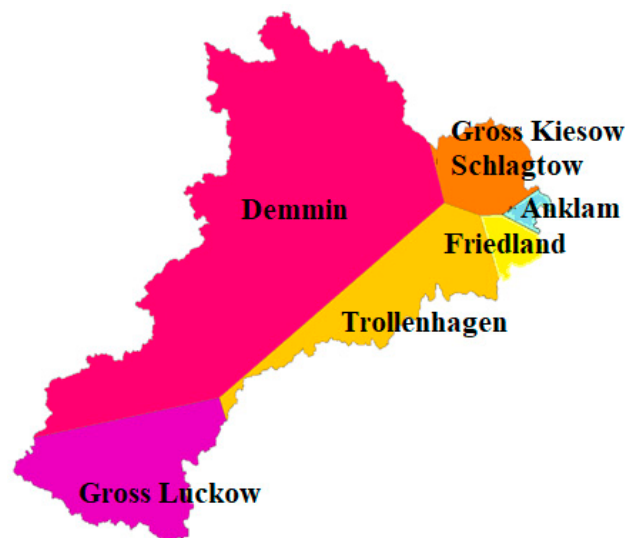 Gross Kiesow
Schlagtow
Demmin
Anklam
Friedland
Trollenhagen
Gross Luckow